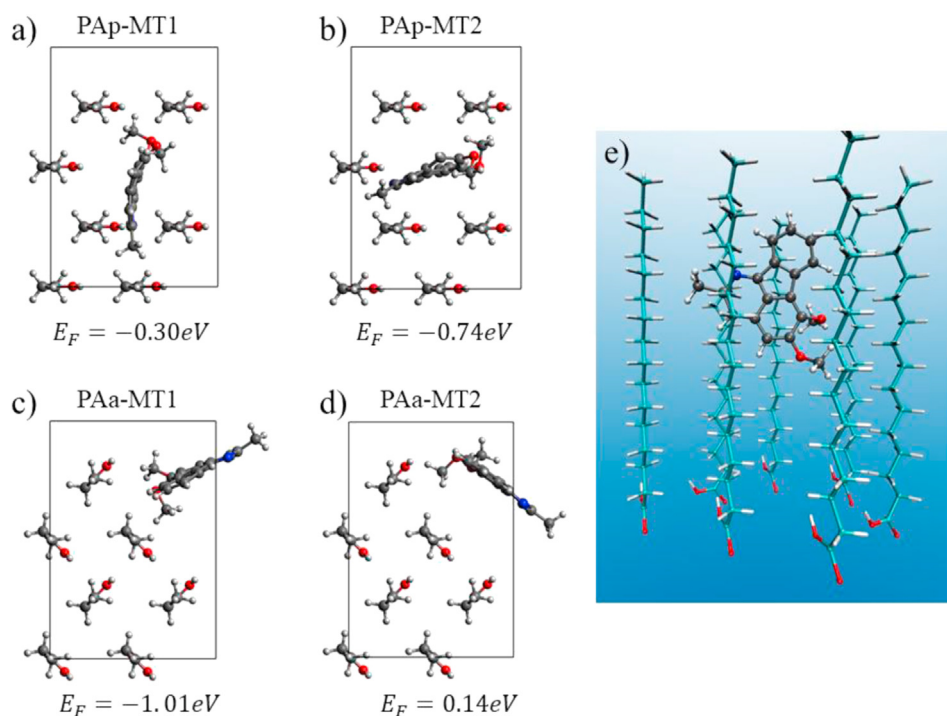 a) PAp-MT1
b) PAp-MT2
E_F = −0.30eV
E_F = −0.74eV
c) PAa-MT1
d) PAa-MT2
E_F = −1.01eV
E_F = 0.14eV
e)